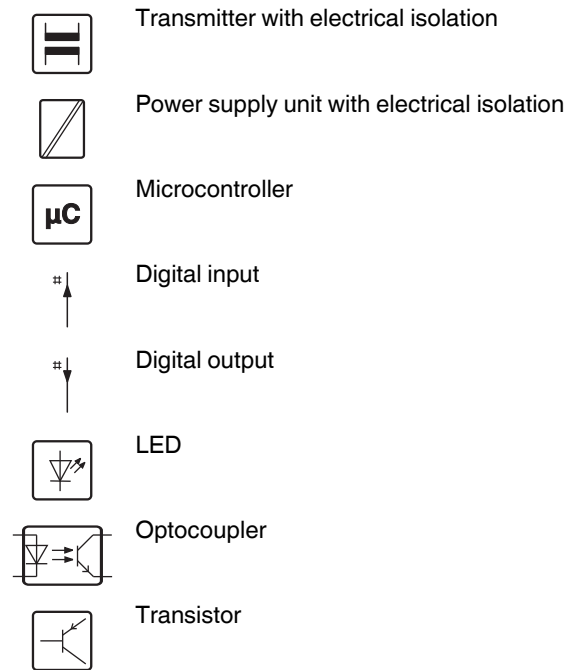 Transmitter with electrical isolation
Power supply unit with electrical isolation
µC Microcontroller
# Digital input
# Digital output
LED
Optocoupler
Transistor